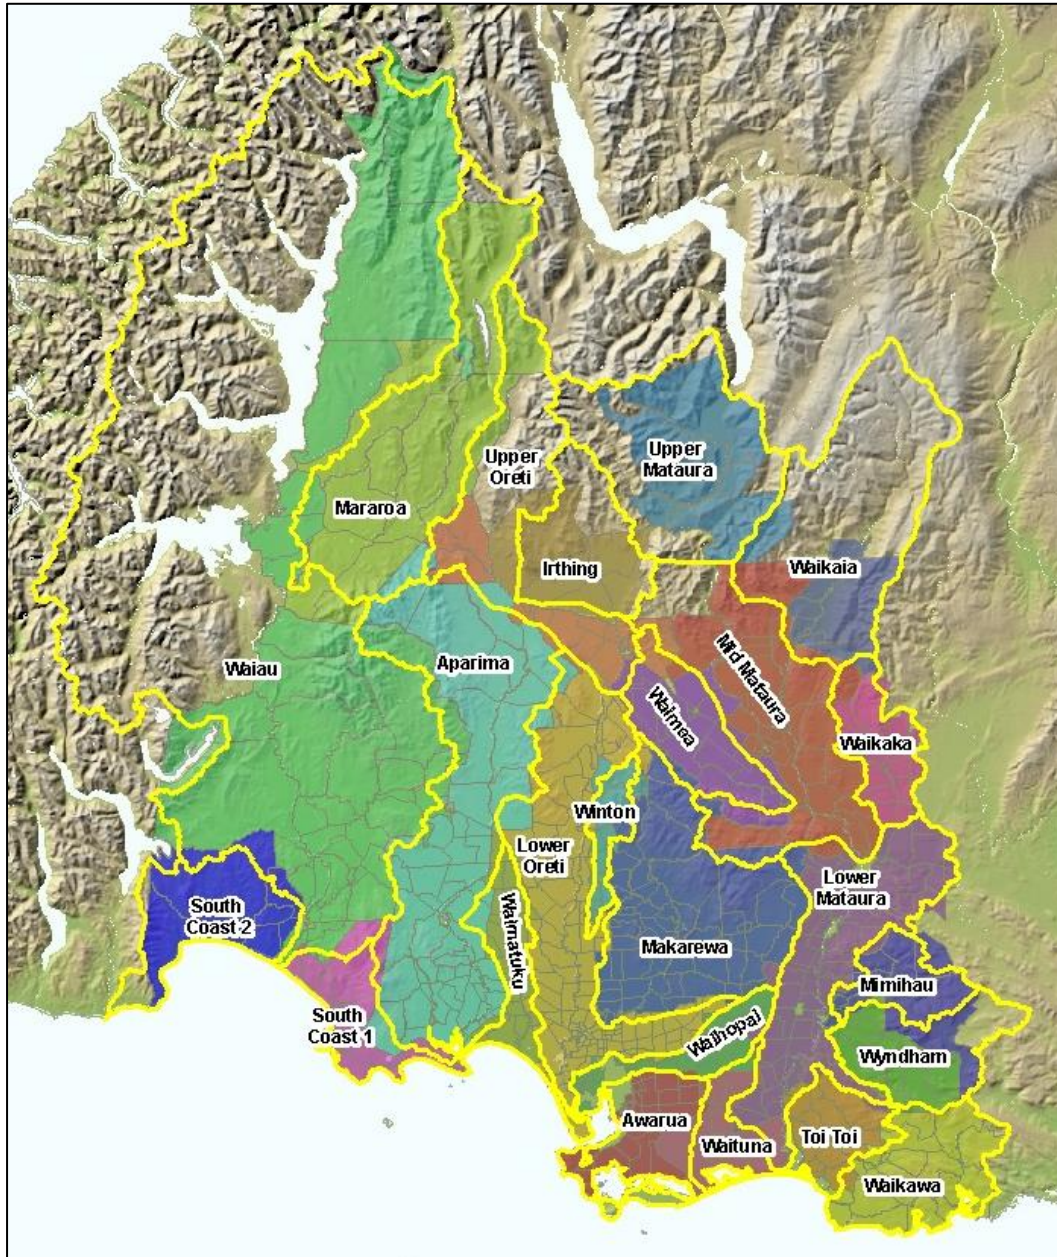 Upper
Oreti
Upper
Mataura
Mararoa
Irthing
Waikaia
Waiau
Aparima
Mid Mataura
Waimea
Waikaka
Winton
Lower
Oreti
Lower
Mataura
South
Coast 2
Waimatuku
Makarewa
Mimihau
South
Coast 1
Waihopai
Wyndham
Awarua
Waituna
Toi Toi
Waikawa